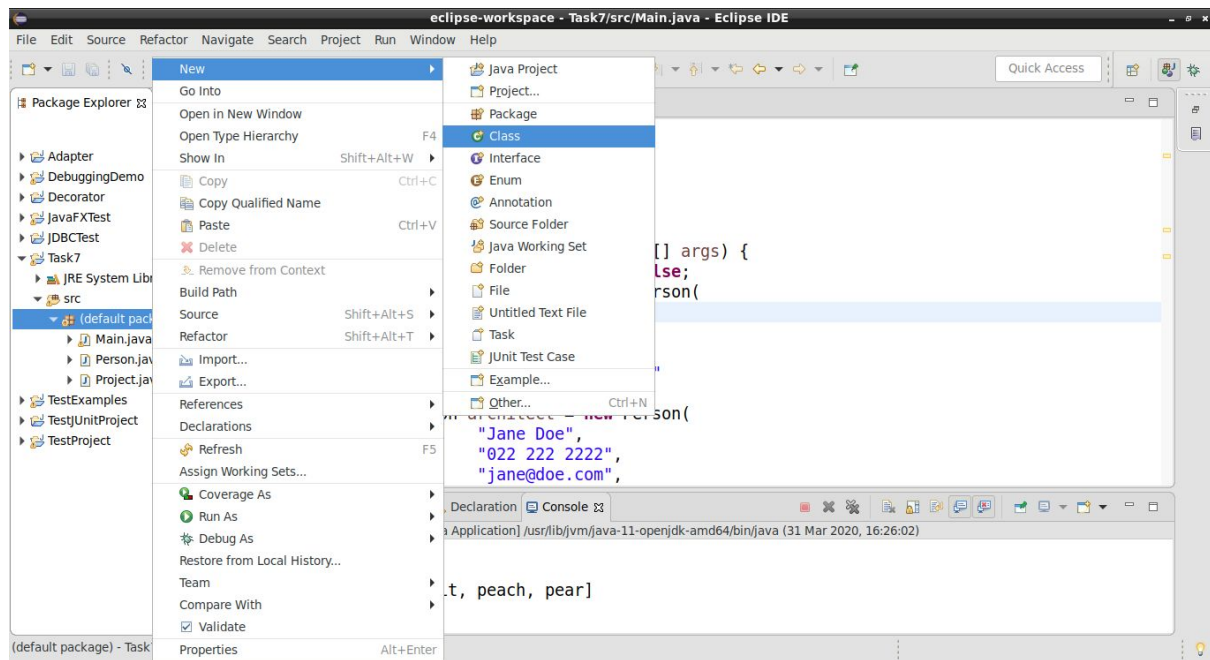 eclipse-workspace - Task7/src/Main.java - Eclipse IDE
File Edit Source Refactor Navigate Search Project Run Window Help
Quick Access
Package Explorer
Adapter
DebuggingDemo
Decorator
JavaFXTest
JDBCTest
Task7
JRE System Libr
src
(default pack
Main.java
Person.jav
Project.jav
TestExamples
TestJUnitProject
TestProject
New
Go Into
Open in New Window
Open Type Hierarchy F4
Show In Shift+Alt+W
Copy Ctrl+C
Copy Qualified Name
Paste Ctrl+V
Delete
Remove from Context
Build Path
Source Shift+Alt+S
Refactor Shift+Alt+T
Import...
Export...
References
Declarations
Refresh F5
Assign Working Sets...
Coverage As
Run As
Debug As
Restore from Local History...
Team
Compare With
Validate
Properties Alt+Enter
Java Project
Project...
Package
Class
Interface
Enum
Annotation
Source Folder
Java Working Set
Folder
File
Untitled Text File
Task
JUnit Test Case
Example...
Other... Ctrl+N
[] args) {
lse;
rson(
"
architect = new Person(
"Jane Doe",
"022 222 2222",
"jane@doe.com",
Declaration Console
a Application] /usr/lib/jvm/java-11-openjdk-amd64/bin/java (31 Mar 2020, 16:26:02)
it, peach, pear]
(default package) - Task